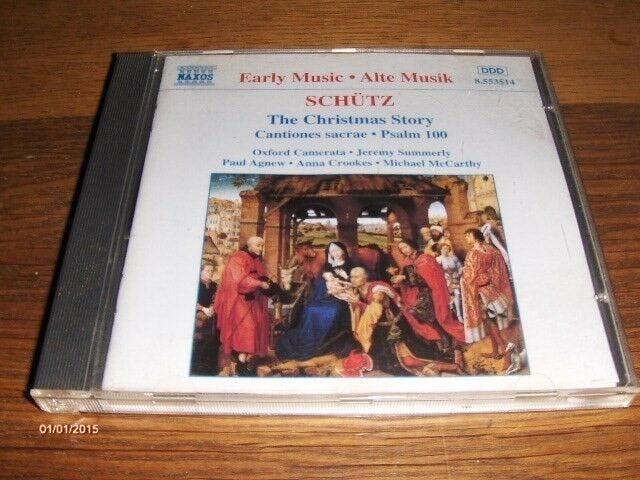 NAXOS
Early Music • Alte Musik
DDD
8.553514
SCHÜTZ
The Christmas Story
Cantiones sacrae • Psalm 100
Oxford Camerata • Jeremy Summerly
Paul Agnew • Anna Crookes • Michael McCarthy
01/01/2015